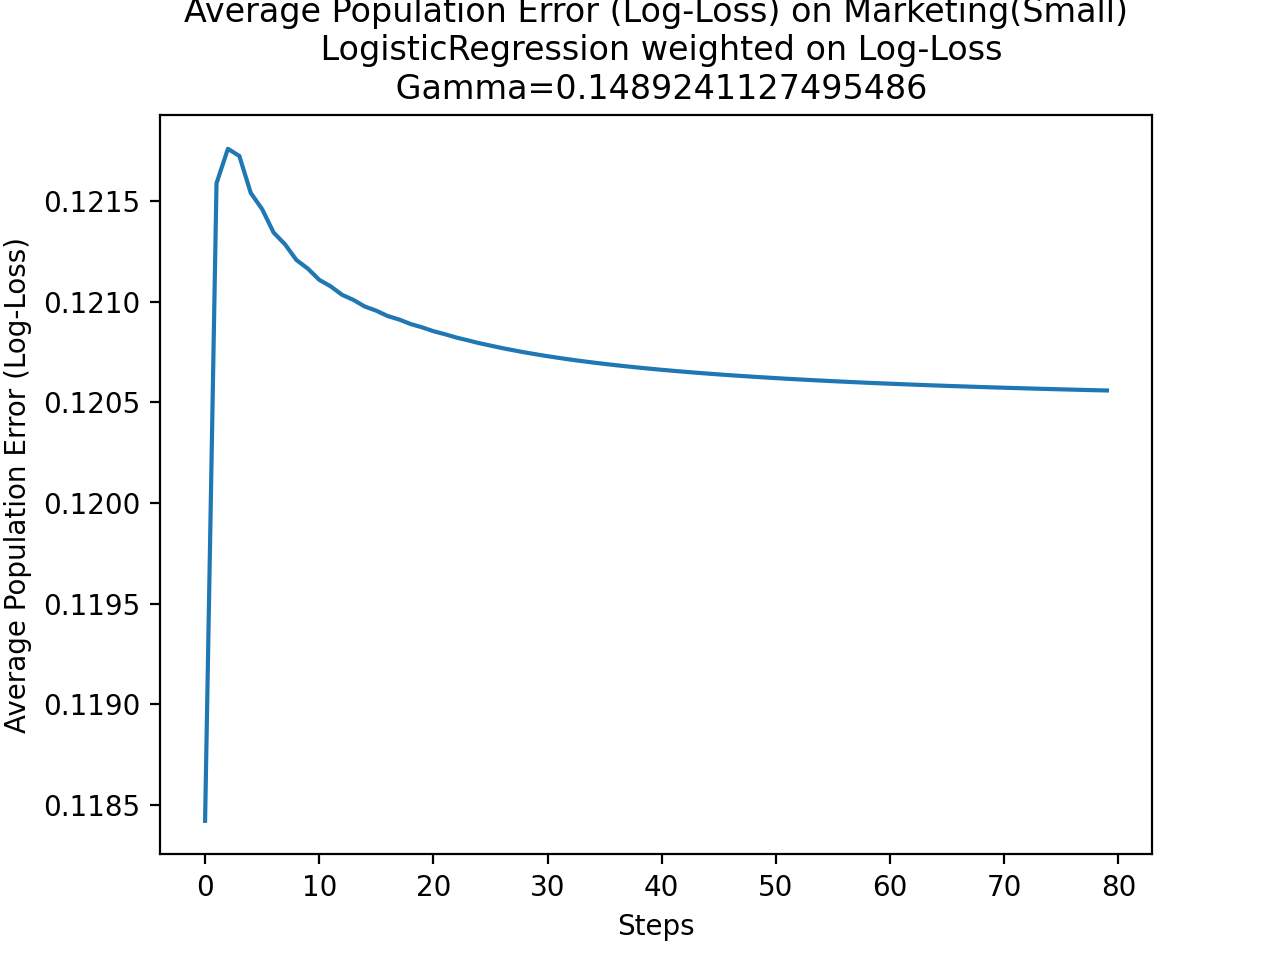 Average Population Error (Log-Loss) on Marketing(Small)
LogisticRegression weighted on Log-Loss
Gamma=0.1489241127495486
Average Population Error (Log-Loss)
0.1215
0.1210
0.1205
0.1200
0.1195
0.1190
0.1185
0 10 20 30 40 50 60 70 80
Steps